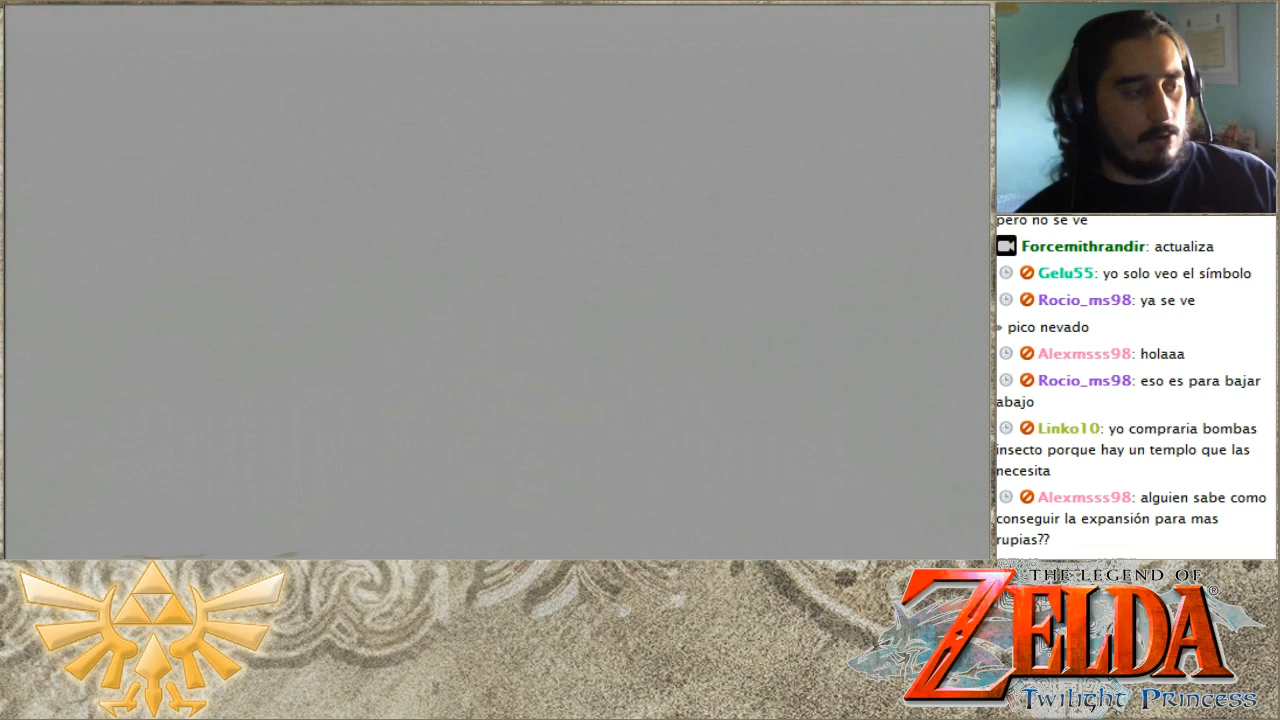 pero no se ve
Forcemithrandir: actualiza
Gelu55: yo solo veo el símbolo
Rocio_ms98: ya se ve
» pico nevado
Alexmsss98: holaaa
Rocio_ms98: eso es para bajar
abajo
Linko10: yo compraria bombas
insecto porque hay un templo que las
necesita
Alexmsss98: alguien sabe como
conseguir la expansión para mas
rupias??
THE LEGEND OF
ZELDA®
Twilight Princess